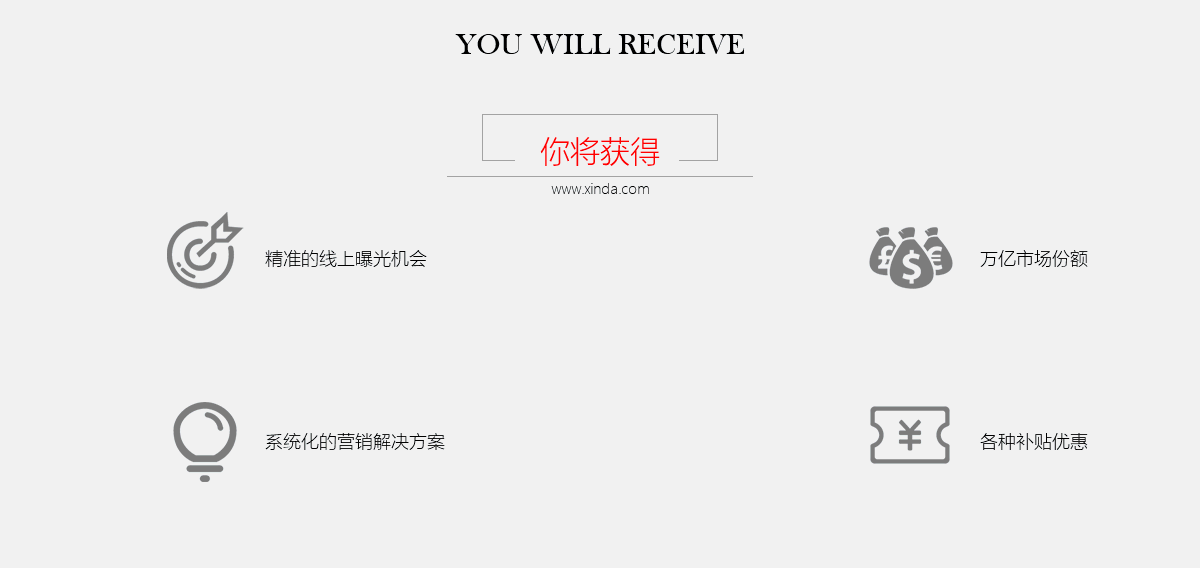 YOU WILL RECEIVE
你将获得
www.xinda.com
精准的线上曝光机会
万亿市场份额
系统化的营销解决方案
各种补贴优惠